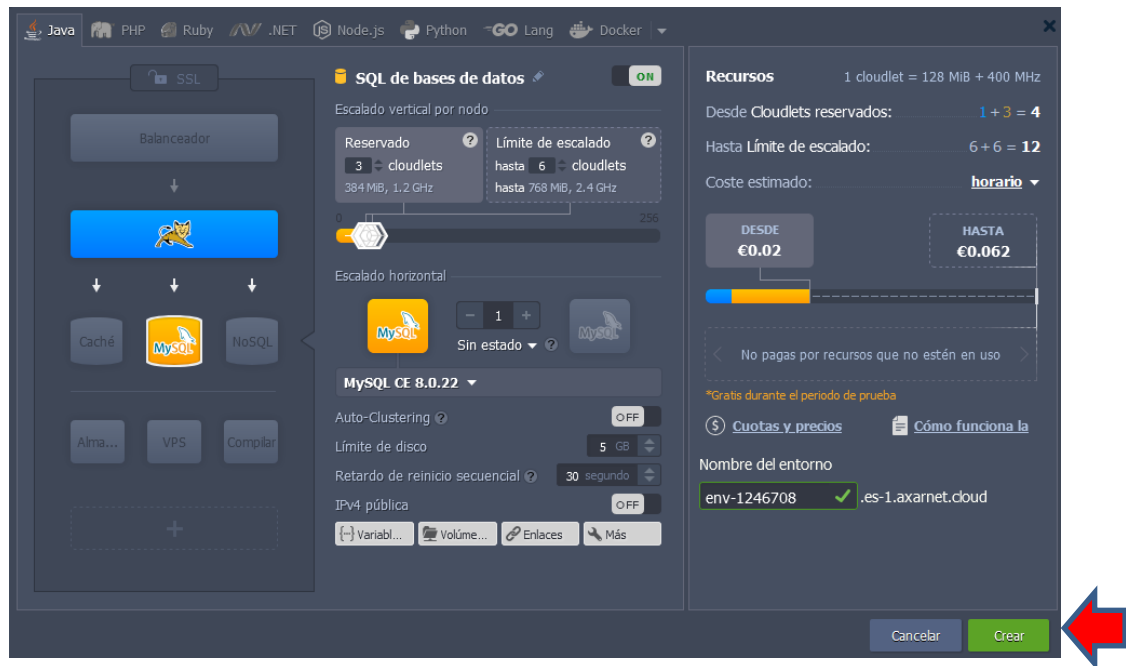 Java PHP Ruby .NET Node.js Python GO Lang Docker
SSL
Balanceador
Caché MySQL NoSQL
Alma... VPS Compilar
+
SQL de bases de datos ON
Escalado vertical por nodo
Reservado ?
3 cloudlets
384 MiB, 1.2 GHz
Límite de escalado ?
hasta 6 cloudlets
hasta 768 MiB, 2.4 GHz
0 256
Escalado horizontal
MySQL - 1 + MySQL
Sin estado ?
MySQL CE 8.0.22
Auto-Clustering ? OFF
Límite de disco 5 GB
Retardo de reinicio secuencial ? 30 segundo
IPv4 pública OFF
Variabl... Volúme... Enlaces Más
Recursos 1 cloudlet = 128 MiB + 400 MHz
Desde Cloudlets reservados: 1 + 3 = 4
Hasta Límite de escalado: 6 + 6 = 12
Coste estimado: horario
DESDE
€0.02
HASTA
€0.062
No pagas por recursos que no estén en uso
*Gratis durante el periodo de prueba
$ Cuotas y precios Cómo funciona la
Nombre del entorno
env-1246708 .es-1.axarnet.cloud
Cancelar Crear